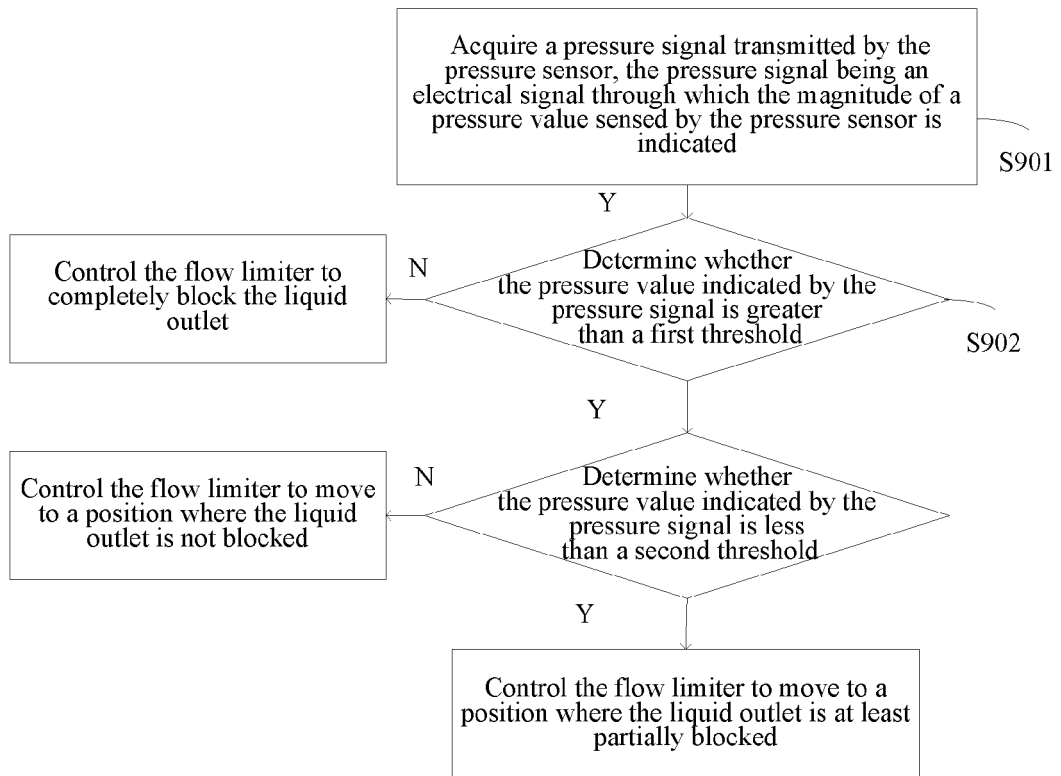 Acquire a pressure signal transmitted by the
pressure sensor, the pressure signal being an
electrical signal through which the magnitude of a
pressure value sensed by the pressure sensor is
indicated
S901
Y
Determine whether
the pressure value indicated by the
pressure signal is greater
than a first threshold
S902
N
Control the flow limiter to
completely block the liquid
outlet
Y
Determine whether
the pressure value indicated by the
pressure signal is less
than a second threshold
N
Control the flow limiter to move
to a position where the liquid
outlet is not blocked
Y
Control the flow limiter to move to a
position where the liquid outlet is at least
partially blocked